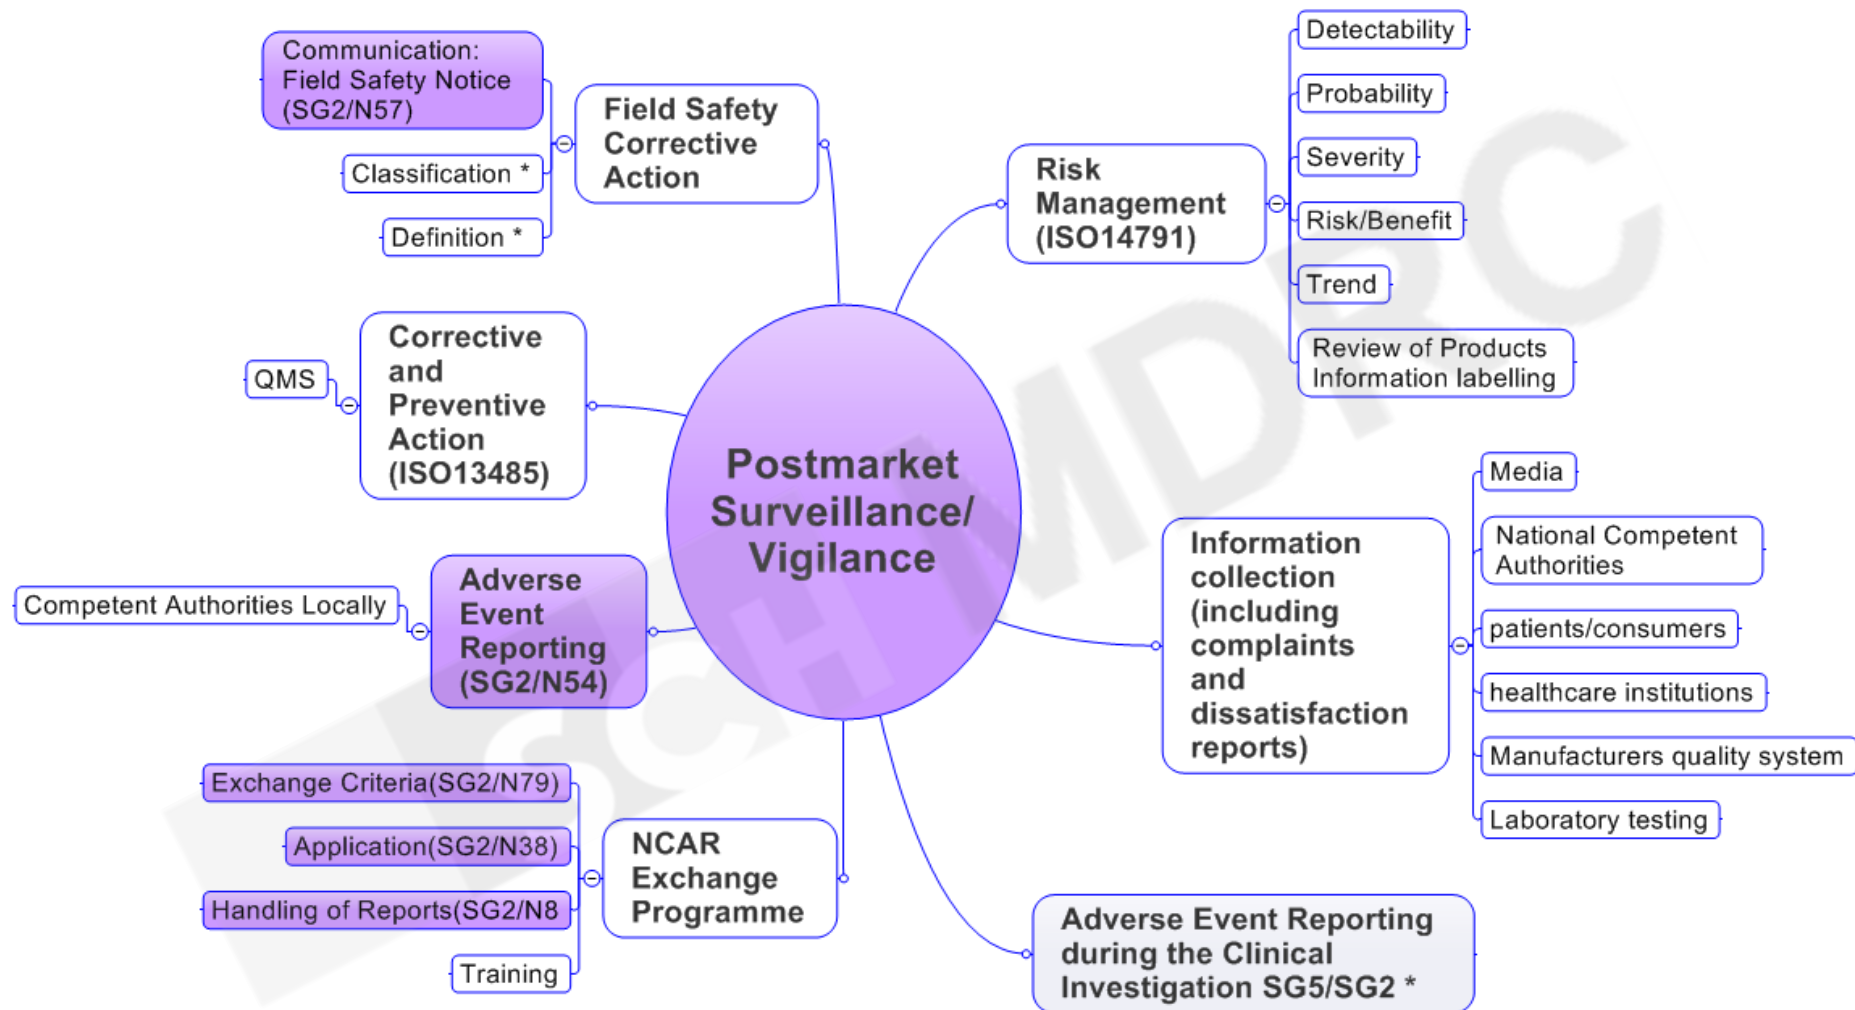 Communication:
Field Safety Notice
(SG2/N57)
Classification *
Definition *
Field Safety
Corrective
Action
QMS
Corrective
and
Preventive
Action
(ISO13485)
Competent Authorities Locally
Adverse
Event
Reporting
(SG2/N54)
Exchange Criteria(SG2/N79)
Application(SG2/N38)
Handling of Reports(SG2/N8
Training
NCAR
Exchange
Programme
Postmarket
Surveillance/
Vigilance
Risk
Management
(ISO14791)
Detectability
Probability
Severity
Risk/Benefit
Trend
Review of Products
Information labelling
Information
collection
(including
complaints
and
dissatisfaction
reports)
Media
National Competent
Authorities
patients/consumers
healthcare institutions
Manufacturers quality system
Laboratory testing
Adverse Event Reporting
during the Clinical
Investigation SG5/SG2 *
SCH MDRC